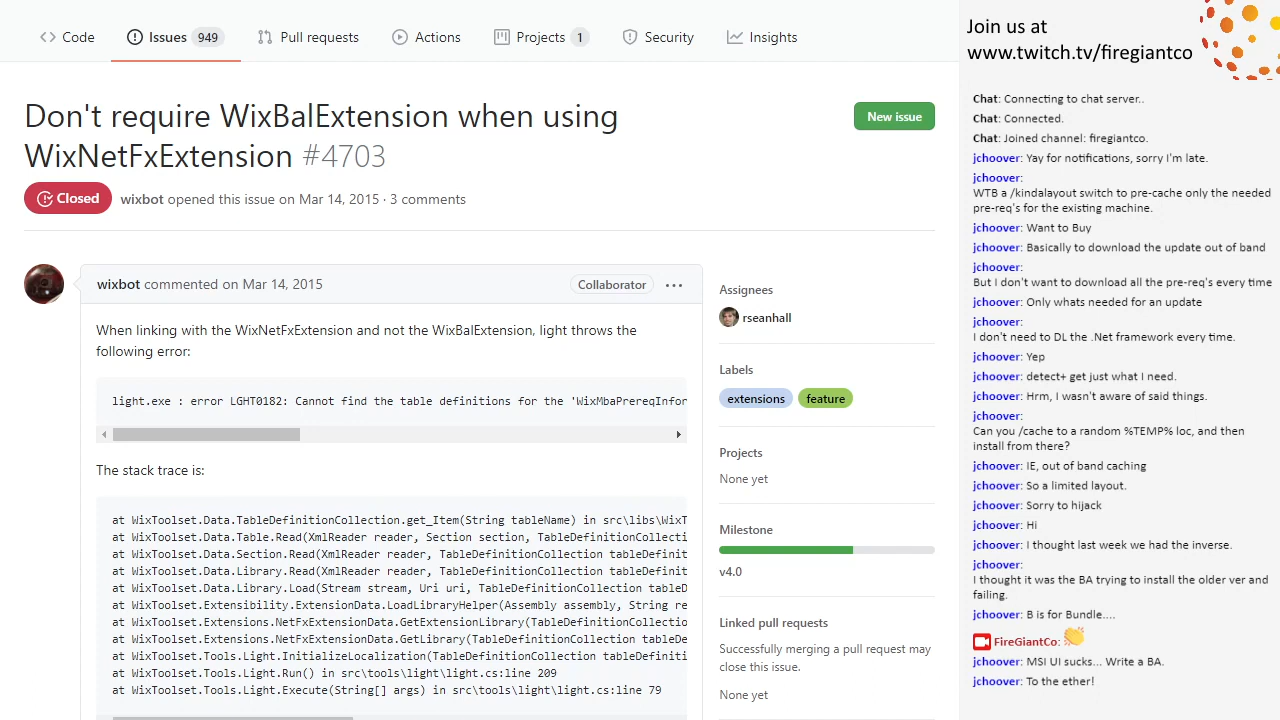 Code
Issues 949
Pull requests
Actions
Projects 1
Security
Insights
Don't require WixBalExtension when using
WixNetFxExtension #4703
New issue
Closed
wixbot opened this issue on Mar 14, 2015 · 3 comments
wixbot commented on Mar 14, 2015
Collaborator
When linking with the WixNetFxExtension and not the WixBalExtension, light throws the
following error:
light.exe : error LGHT0182: Cannot find the table definitions for the 'WixMbaPrereqInfor
The stack trace is:
at WixToolset.Data.TableDefinitionCollection.get_Item(String tableName) in src\libs\WixT
at WixToolset.Data.Table.Read(XmlReader reader, Section section, TableDefinitionCollecti
at WixToolset.Data.Section.Read(XmlReader reader, TableDefinitionCollection tableDefinit
at WixToolset.Data.Library.Read(XmlReader reader, TableDefinitionCollection tableDefinit
at WixToolset.Data.Library.Load(Stream stream, Uri uri, TableDefinitionCollection tableD
at WixToolset.Extensibility.ExtensionData.LoadLibraryHelper(Assembly assembly, String re
at WixToolset.Extensions.NetFxExtensionData.GetExtensionLibrary(TableDefinitionCollectio
at WixToolset.Extensions.NetFxExtensionData.GetLibrary(TableDefinitionCollection tableDe
at WixToolset.Tools.Light. (TableDefiniti
at WixToolset.Tools.Light.Run() in src\tools\light\light.cs:line 209
at WixToolset.Tools.Light.Execute(String[] args) in src\tools\light\light.cs:line 79
Assignees
rseanhall
Labels
extensions feature
Projects
None yet
Milestone
v4.0
Linked pull requests
Successfully merging a pull request may
close this issue.
None yet
Join us at
www.twitch.tv/firegiantco
Chat: Connecting to chat server..
Chat: Connected.
Chat: Joined channel: firegiantco.
jchoover: Yay for notifications, sorry I'm late.
jchoover:
WTB a /kindalayout switch to pre-cache only the needed
pre-req's for the existing machine.
jchoover: Want to Buy
jchoover: Basically to download the update out of band
jchoover:
But I don't want to download all the pre-req's every time
jchoover: Only whats needed for an update
jchoover:
I don't need to DL the .Net framework every time.
jchoover: Yep
jchoover: detect+ get just what I need.
jchoover: Hrm, I wasn't aware of said things.
jchoover:
Can you /cache to a random %TEMP% loc, and then
install from there?
jchoover: IE, out of band caching
jchoover: So a limited layout.
jchoover: Sorry to hijack
jchoover: Hi
jchoover: I thought last week we had the inverse.
jchoover:
I thought it was the BA trying to install the older ver and
failing.
jchoover: B is for Bundle....
FireGiantCo:
jchoover: MSI UI sucks... Write a BA.
jchoover: To the ether!